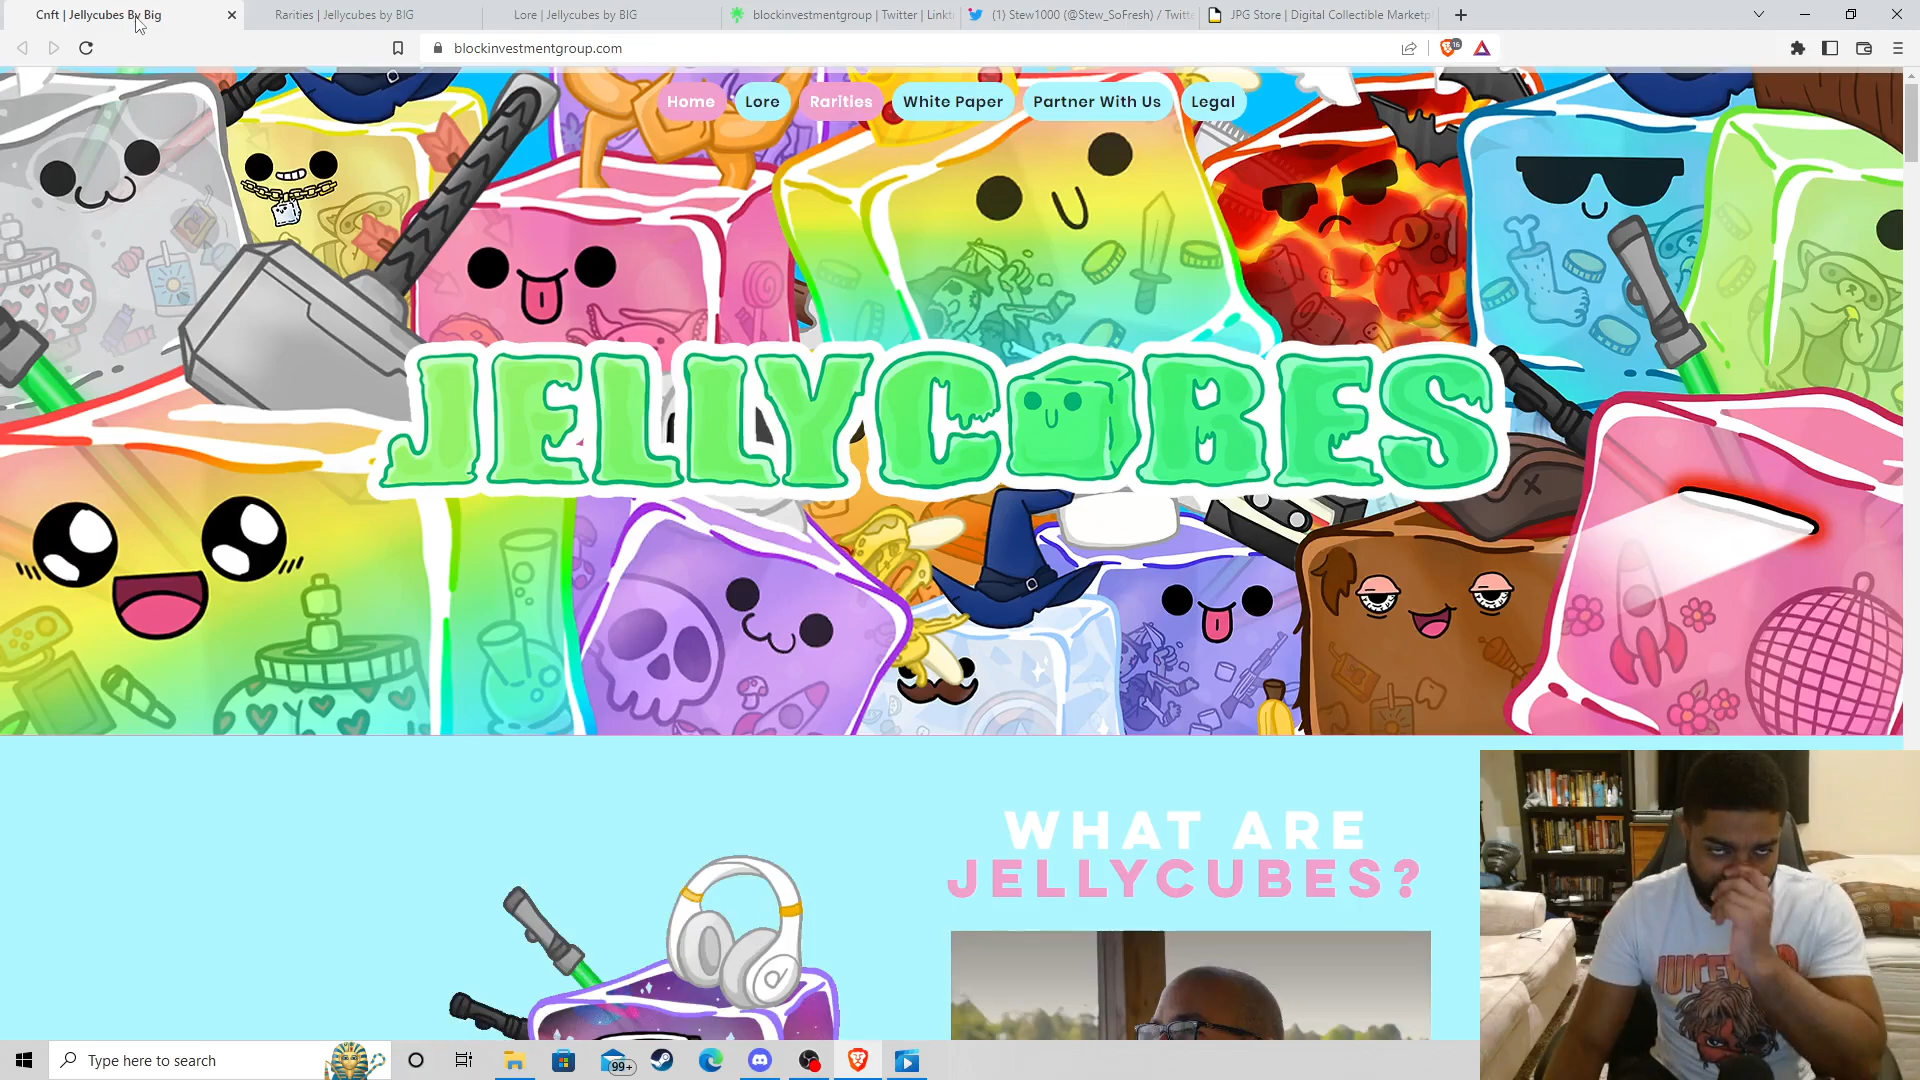 Cnft | Jellycubes By Big
Rarities | Jellycubes by BIG
Lore | Jellycubes by BIG
blockinvestmentgroup | Twitter | Linkt
(1) Stew1000 (@Stew_SoFresh) / Twitte
JPG Store | Digital Collectible Marketp
blockinvestmentgroup.com
16
Home
Lore
Rarities
White Paper
Partner With Us
Legal
JELLYCUBES
WHAT ARE
JELLYCUBES?
Type here to search
99+